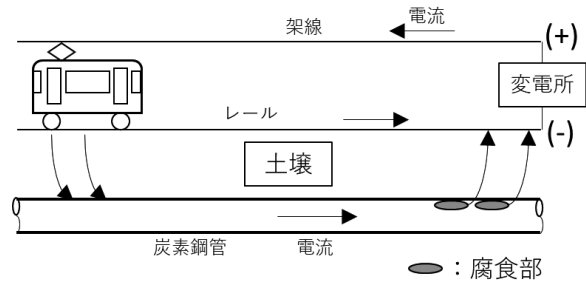 架線
電流
(+)
変電所
レール
(-)
土壌
炭素鋼管
電流
：腐食部